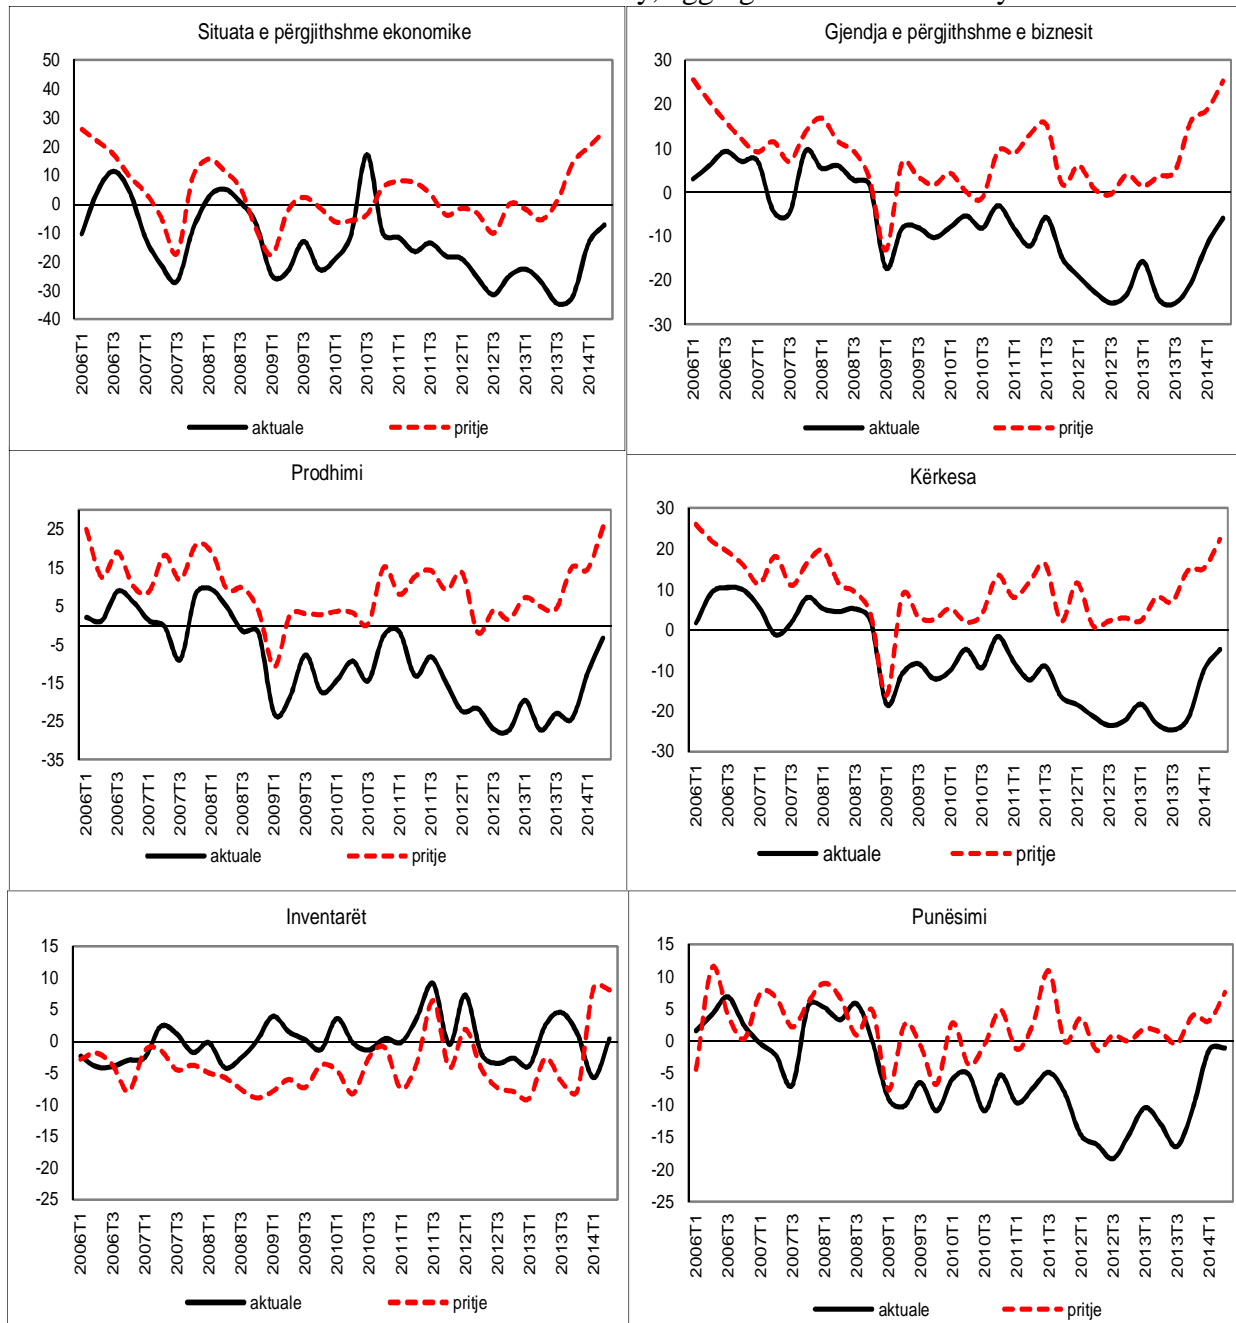 Situata e përgjithshme ekonomike
50
40
30
20
10
0
-10
-20
-30
-40
2006T1
2006T3
2007T1
2007T3
2008T1
2008T3
2009T1
2009T3
2010T1
2010T3
2011T1
2011T3
2012T1
2012T3
2013T1
2013T3
2014T1
aktuale
pritje
Gjendja e përgjithshme e biznesit
30
20
10
0
-10
-20
-30
2006T1
2006T3
2007T1
2007T3
2008T1
2008T3
2009T1
2009T3
2010T1
2010T3
2011T1
2011T3
2012T1
2012T3
2013T1
2013T3
2014T1
aktuale
pritje
Prodhimi
25
15
5
-5
-15
-25
-35
2006T1
2006T3
2007T1
2007T3
2008T1
2008T3
2009T1
2009T3
2010T1
2010T3
2011T1
2011T3
2012T1
2012T3
2013T1
2013T3
2014T1
aktuale
pritje
Kërkesa
30
20
10
0
-10
-20
-30
2006T1
2006T3
2007T1
2007T3
2008T1
2008T3
2009T1
2009T3
2010T1
2010T3
2011T1
2011T3
2012T1
2012T3
2013T1
2013T3
2014T1
aktuale
pritje
Inventarët
15
10
5
0
-5
-10
-15
-20
-25
2006T1
2006T3
2007T1
2007T3
2008T1
2008T3
2009T1
2009T3
2010T1
2010T3
2011T1
2011T3
2012T1
2012T3
2013T1
2013T3
2014T1
aktuale
pritje
Punësimi
15
10
5
0
-5
-10
-15
-20
-25
2006T1
2006T3
2007T1
2007T3
2008T1
2008T3
2009T1
2009T3
2010T1
2010T3
2011T1
2011T3
2012T1
2012T3
2013T1
2013T3
2014T1
aktuale
pritje